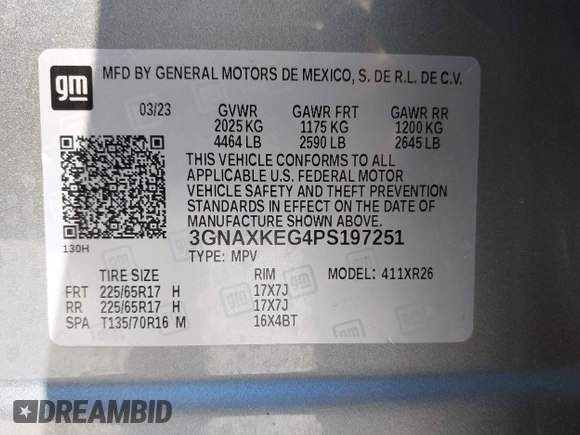 gm
MFD BY GENERAL MOTORS DE MEXICO, S. DE R.L. DE C.V.
03/23 GVWR GAWR FRT GAWR RR
2025 KG 1175 KG 1200 KG
4464 LB 2590 LB 2645 LB
THIS VEHICLE CONFORMS TO ALL
APPLICABLE U.S. FEDERAL MOTOR
VEHICLE SAFETY AND THEFT PREVENTION
STANDARDS IN EFFECT ON THE DATE OF
MANUFACTURE SHOWN ABOVE.
3GNAXKEG4PS197251
130H TYPE: MPV
TIRE SIZE RIM MODEL: 411XR26
FRT 225/65R17 H 17X7J
RR 225/65R17 H 17X7J
SPA T135/70R16 M 16X4BT
DREAMBID